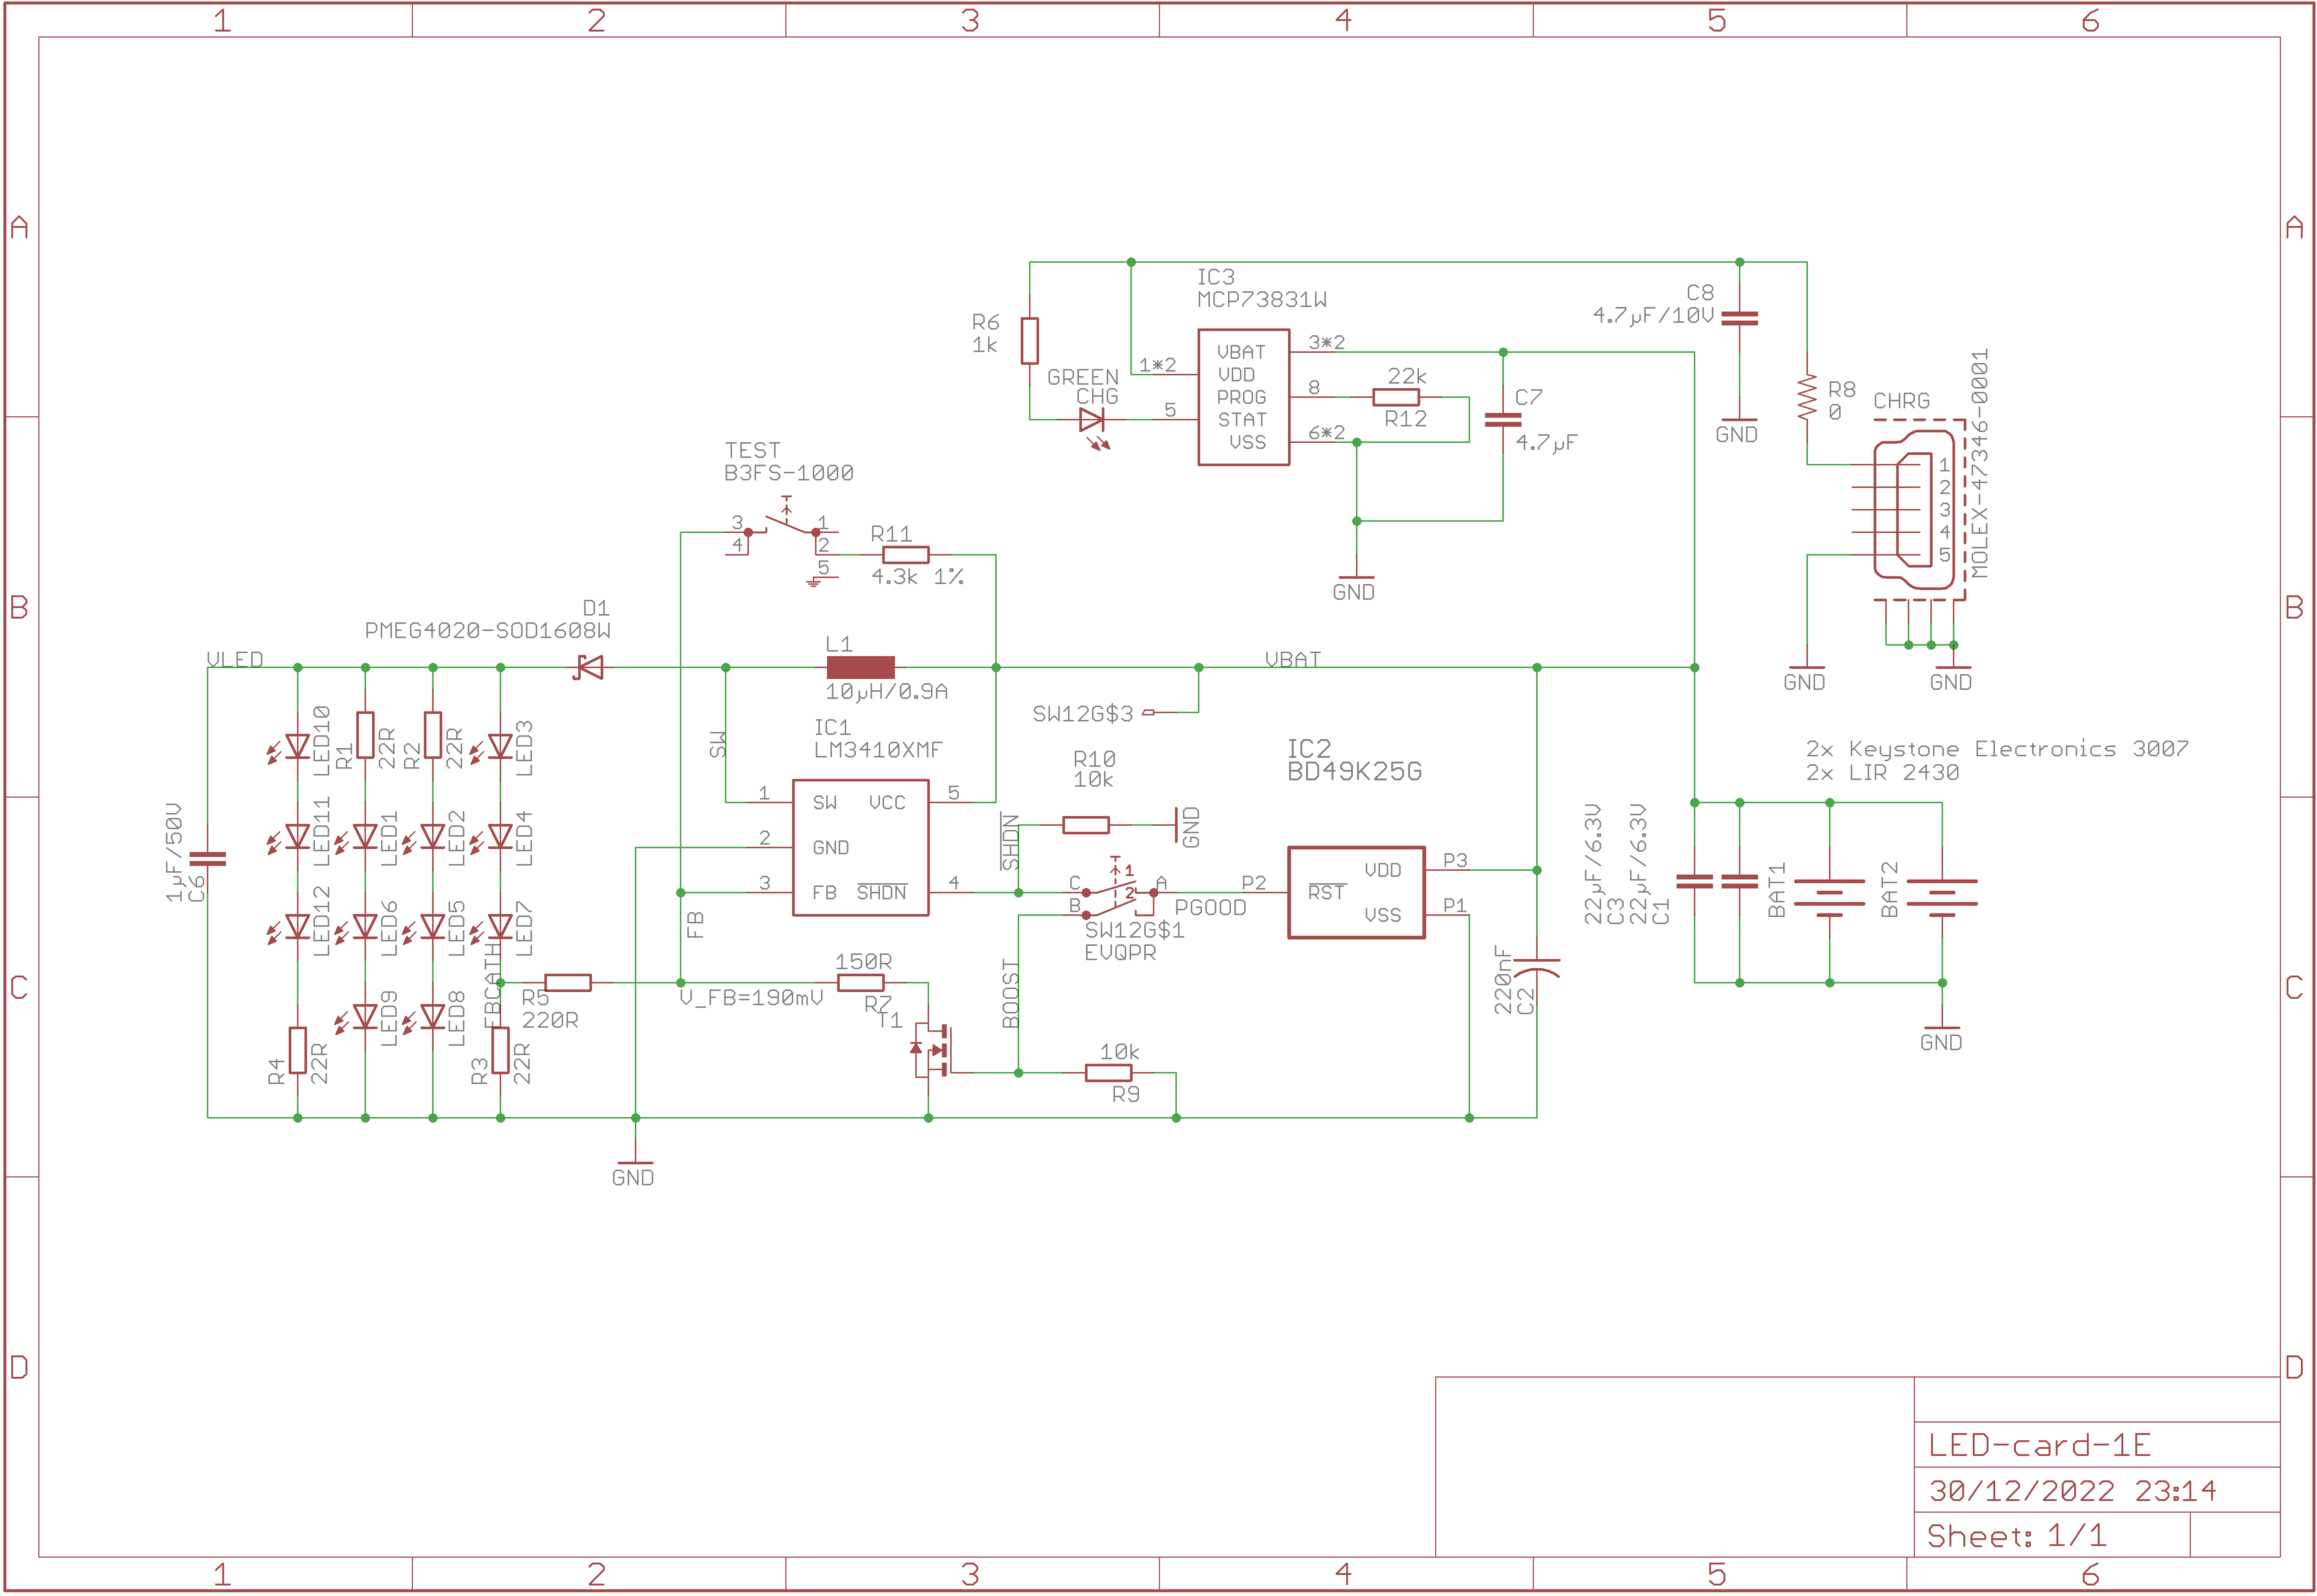 1 2 3 4 5 6
A A
IC3
MCP73831W
R6
1k
GREEN
CHG
1*2
5
VBAT
VDD
PROG
STAT
VSS
3*2
8
6*2
22k
R12
C7
4.7µF
C8
4.7µF/10V
GND
R8
0
CHRG
1
2
3
4
5
MOLEX-47346-0001
GND
TEST
B3FS-1000
3
4
1
2
5
R11
4.3k 1%
B B
GND
GND
D1
PMEG4020-SOD1608W
VLED
L1
10µH/0.9A
VBAT
SW12G$3
IC1
LM3410XMF
SW
1
2
3
SW
GND
FB
VCC
SHDN
5
4
FB
SHDN
R10
10k
GND
C
B
1
2
A
SW12G$1
EVQPR
PGOOD
IC2
BD49K25G
P2
RST
VDD
VSS
P3
P1
2x Keystone Electronics 3007
2x LIR 2430
22µF/6.3V
C3
22µF/6.3V
C1
BAT1
BAT2
GND
1µF/50V
C6
LED10
R1
22R
R2
22R
LED3
LED11
LED1
LED2
LED4
LED12
LED6
LED5
LED7
C C
FBCATH
R5
220R
V_FB=190mV
150R
R7
T1
BOOST
220nF
C2
R4
22R
LED9
LED8
R3
22R
10k
R9
GND
D D
LED-card-1E
30/12/2022 23:14
Sheet: 1/1
1 2 3 4 5 6